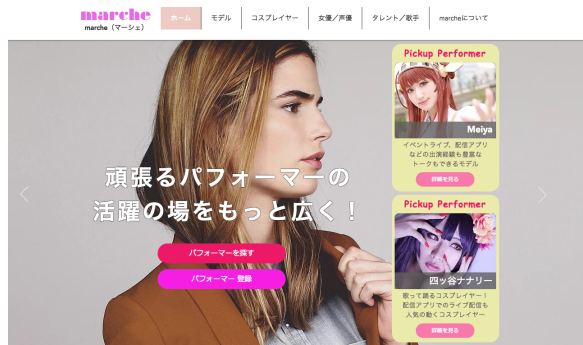 marche
marche（マーシェ）
ホーム
モデル
コスプレイヤー
女優／声優
タレント／歌手
marcheについて
頑張るパフォーマーの
活躍の場をもっと広く！
パフォーマーを探す
パフォーマー 登録
Pickup Performer
Meiya
イベントライブ、配信アプリ
などの出演経験も豊富な
トークもできるモデル
詳細を見る
Pickup Performer
四ッ谷ナナリー
歌って踊るコスプレイヤー！
配信アプリでのライブ配信も
人気の動くコスプレイヤー
詳細を見る